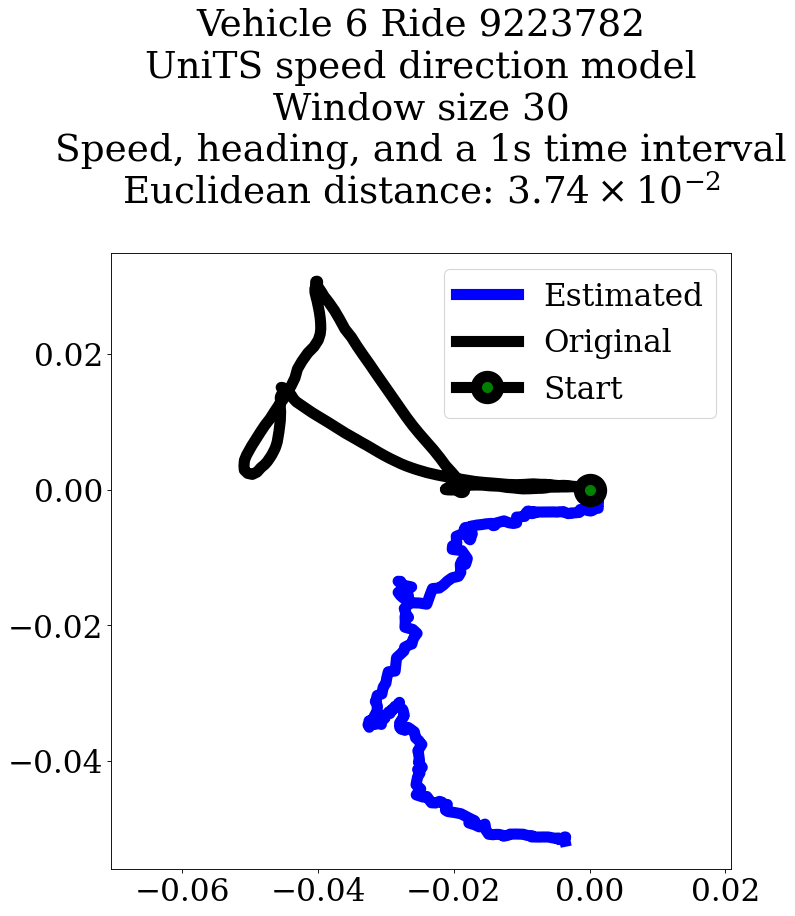 Vehicle 6 Ride 9223782
UniTS speed direction model
Window size 30
Speed, heading, and a 1s time interval
Euclidean distance: 3.74 × 10⁻²
Estimated
Original
Start
0.02
0.00
−0.02
−0.04
−0.06
−0.04
−0.02
0.00
0.02